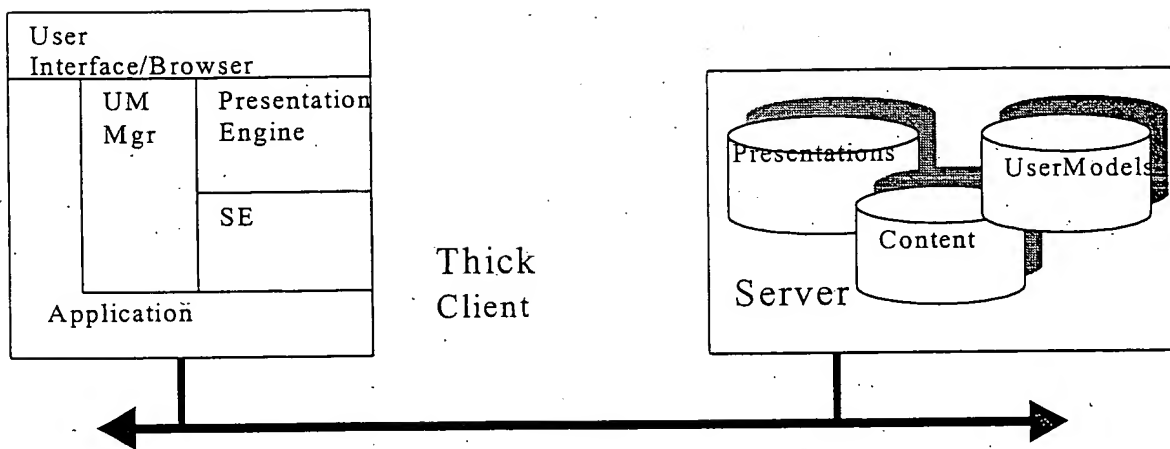 User
Interface/Browser
UM
Mgr
Presentation
Engine
SE
Application
Thick
Client
Presentations
UserModels
Content
Server